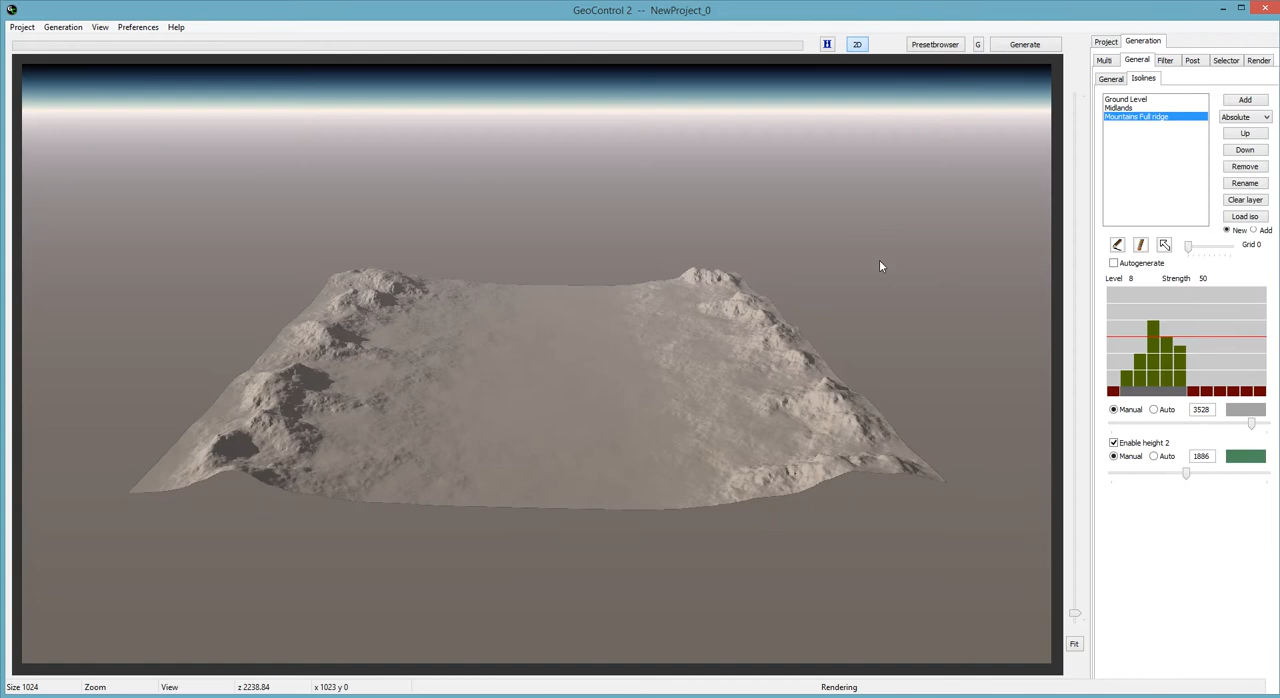 GeoControl 2 -- NewProject_0
Project Generation View Preferences Help
H 2D Presetbrowser G Generate
Project Generation
Multi General Filter Post Selector Render
General Isolines
Ground Level
Midlands
Mountains Full ridge
Add
Absolute
Up
Down
Remove
Rename
Clear layer
Load iso
New Add
Grid 0
Autogenerate
Level 8 Strength 50
Manual Auto 3528
Enable height 2
Manual Auto 1886
Fit
Size 1024 Zoom View z 2238.84 x 1023 y 0 Rendering